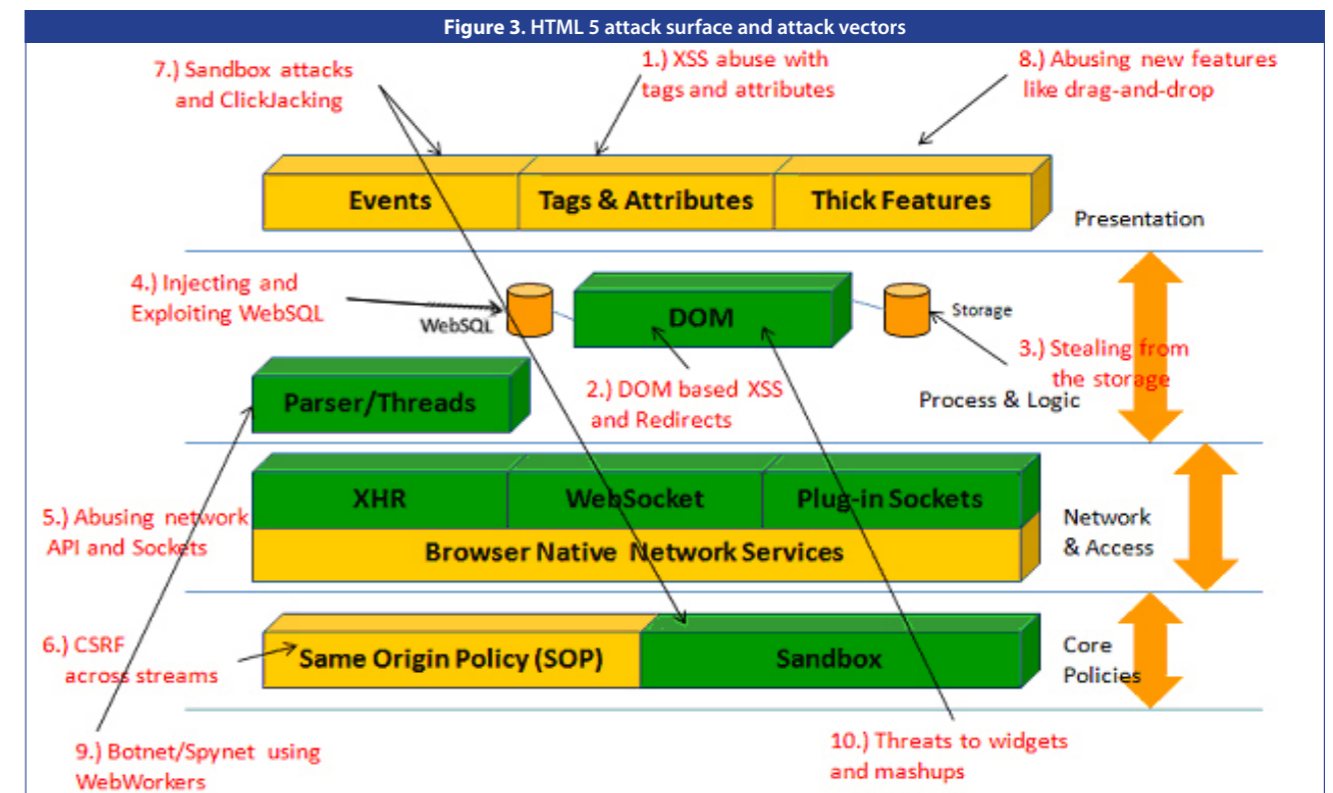 Figure 3. HTML 5 attack surface and attack vectors
7.) Sandbox attacks
and ClickJacking
1.) XSS abuse with
tags and attributes
8.) Abusing new features
like drag-and-drop
Events
Tags & Attributes
Thick Features
Presentation
4.) Injecting and
Exploiting WebSQL
WebSQL
DOM
Storage
3.) Stealing from
the storage
2.) DOM based XSS
and Redirects
Parser/Threads
Process & Logic
XHR
WebSocket
Plug-in Sockets
5.) Abusing network
API and Sockets
Browser Native Network Services
Network
& Access
6.) CSRF
across streams
Same Origin Policy (SOP)
Sandbox
Core
Policies
9.) Botnet/Spynet using
WebWorkers
10.) Threats to widgets
and mashups